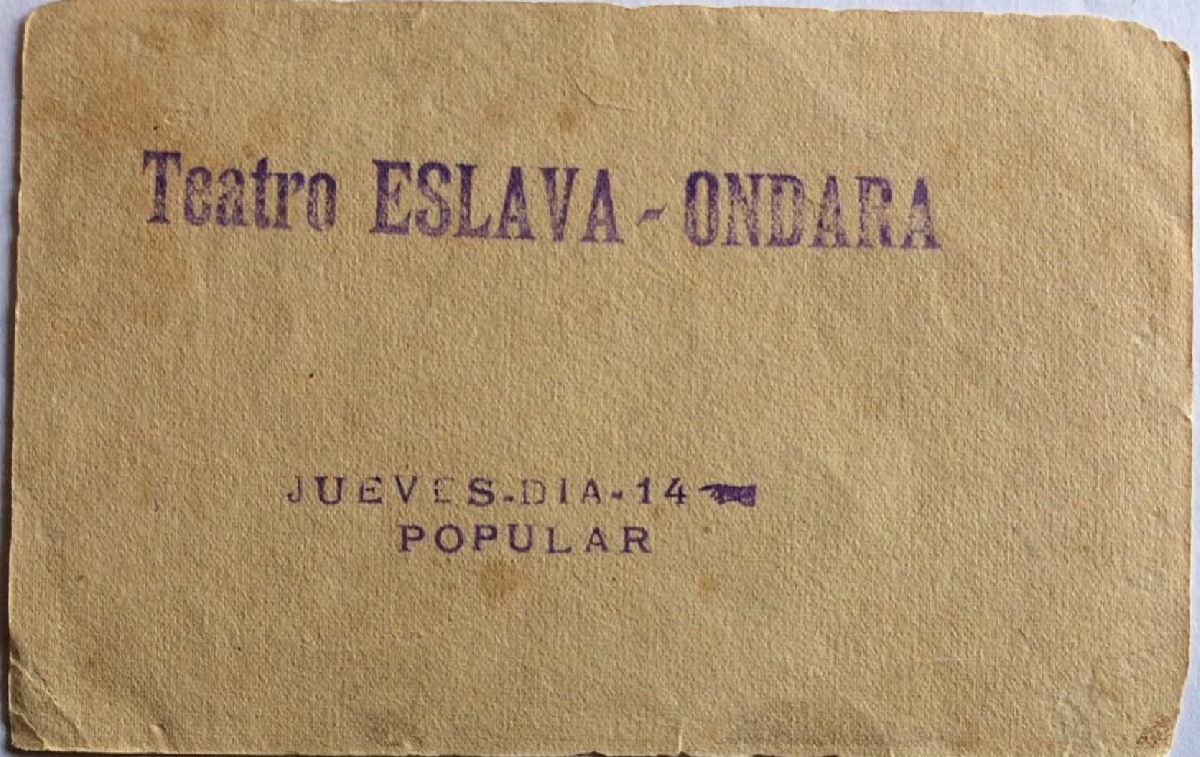 Teatro ESLAVA - ONDARA
JUEVES-DIA-14
POPULAR